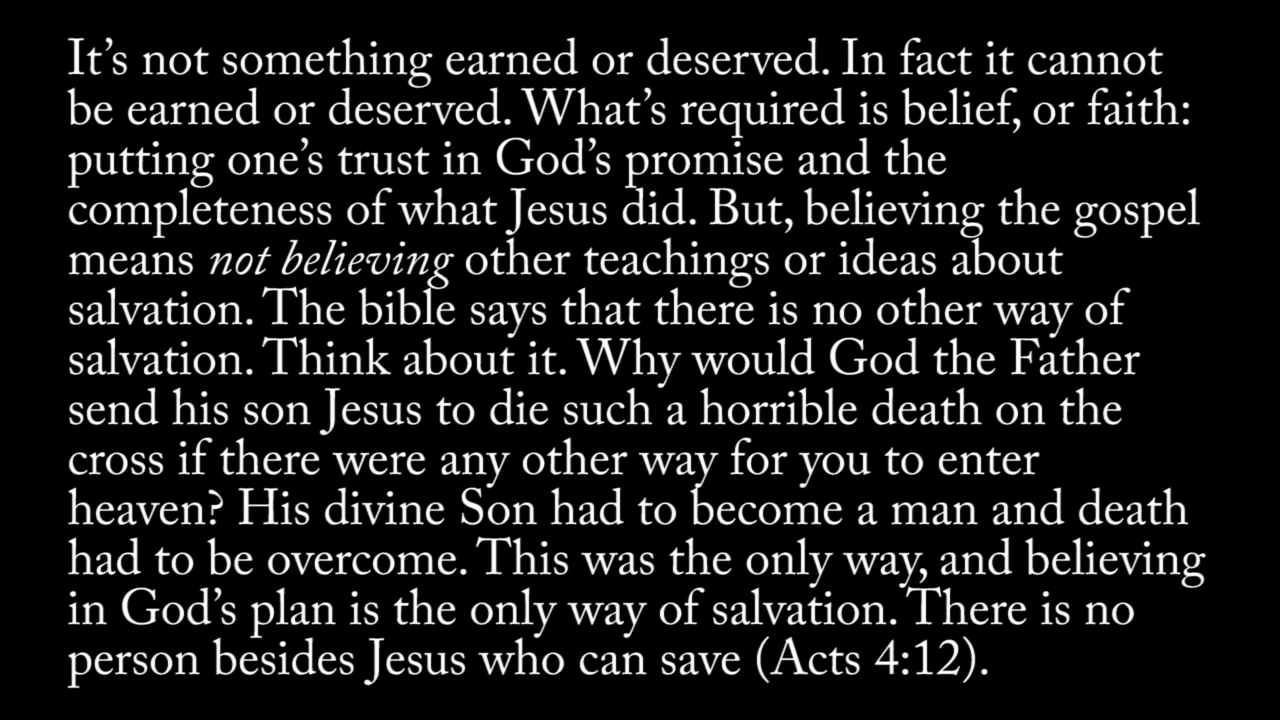 It’s not something earned or deserved. In fact it cannot
be earned or deserved. What’s required is belief, or faith:
putting one’s trust in God’s promise and the
completeness of what Jesus did. But, believing the gospel
means not believing other teachings or ideas about
salvation. The bible says that there is no other way of
salvation. Think about it. Why would God the Father
send his son Jesus to die such a horrible death on the
cross if there were any other way for you to enter
heaven? His divine Son had to become a man and death
had to be overcome. This was the only way, and believing
in God’s plan is the only way of salvation. There is no
person besides Jesus who can save (Acts 4:12).